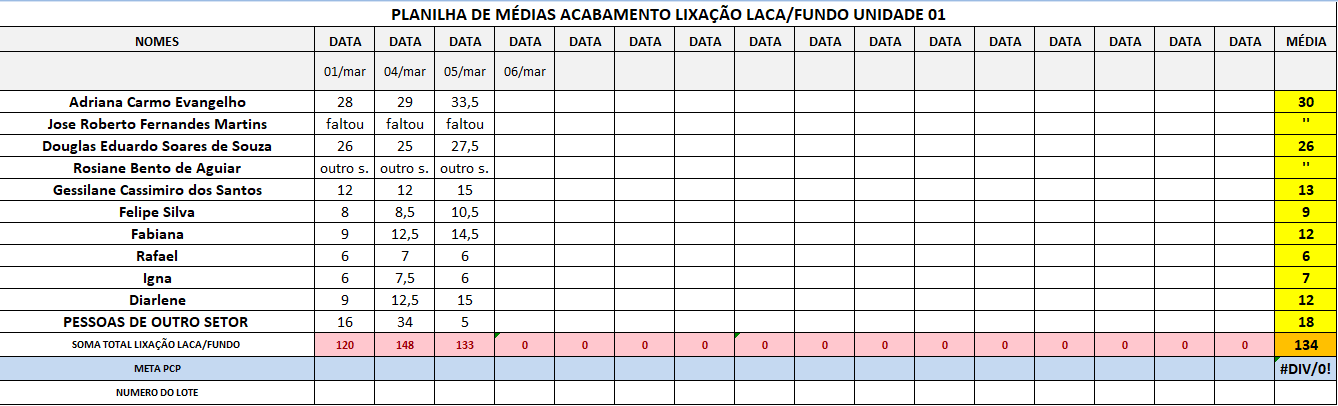 PLANILHA DE MÉDIAS ACABAMENTO LIXAÇÃO LACA/FUNDO UNIDADE 01
NOMES DATA DATA DATA DATA DATA DATA DATA DATA DATA DATA DATA DATA DATA DATA DATA DATA MÉDIA
01/mar 04/mar 05/mar 06/mar
Adriana Carmo Evangelho 28 29 33,5 30
Jose Roberto Fernandes Martins faltou faltou faltou "
Douglas Eduardo Soares de Souza 26 25 27,5 26
Rosiane Bento de Aguiar outro s. outro s. outro s. "
Gessilane Cassimiro dos Santos 12 12 15 13
Felipe Silva 8 8,5 10,5 9
Fabiana 9 12,5 14,5 12
Rafael 6 7 6 6
Igna 6 7,5 6 7
Diarlene 9 12,5 15 12
PESSOAS DE OUTRO SETOR 16 34 5 18
SOMA TOTAL LIXAÇÃO LACA/FUNDO 120 148 133 0 0 0 0 0 0 0 0 0 0 0 0 0 134
META PCP #DIV/0!
NUMERO DO LOTE